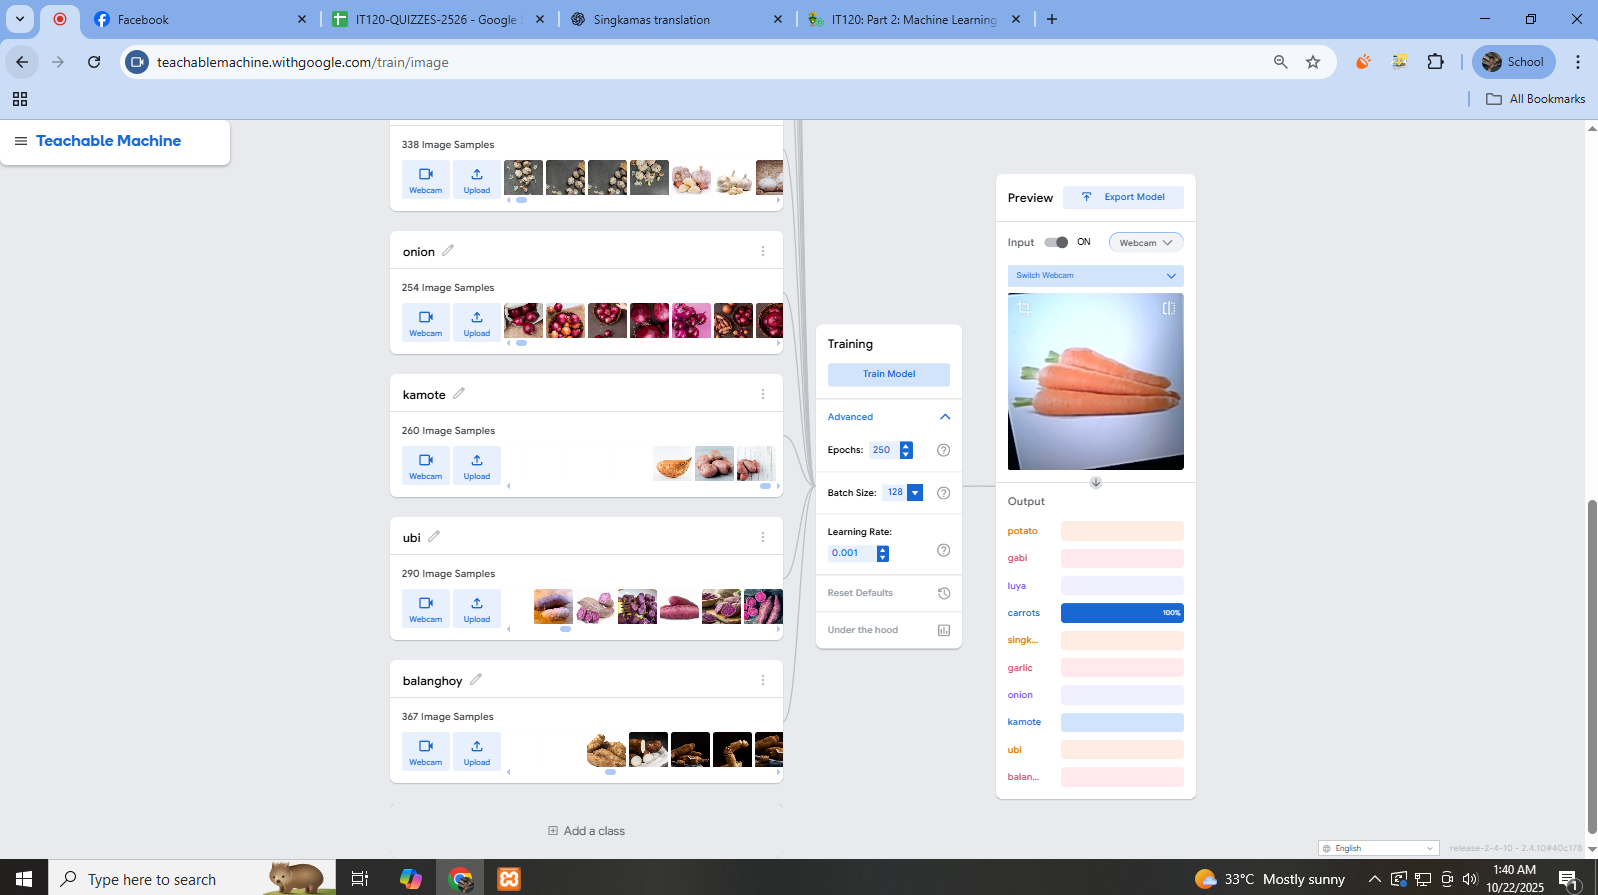 Facebook
IT120-QUIZZES-2526 - Google
Singkamas translation
IT120: Part 2: Machine Learning
teachablemachine.withgoogle.com/train/image
School
All Bookmarks
Teachable Machine
338 Image Samples
Webcam
Upload
onion
254 Image Samples
Webcam
Upload
kamote
260 Image Samples
Webcam
Upload
ubi
290 Image Samples
Webcam
Upload
balanghoy
367 Image Samples
Webcam
Upload
Add a class
Training
Train Model
Advanced
Epochs: 250
Batch Size: 128
Learning Rate:
0.001
Reset Defaults
Under the hood
Preview
Export Model
Input
ON
Webcam
Switch Webcam
Output
potato
gabi
luya
carrots
100%
singk...
garlic
onion
kamote
ubi
balan...
English
release-2-4-10 - 2.4.10#40c178
Type here to search
33°C Mostly sunny
1:40 AM
10/22/2025
1